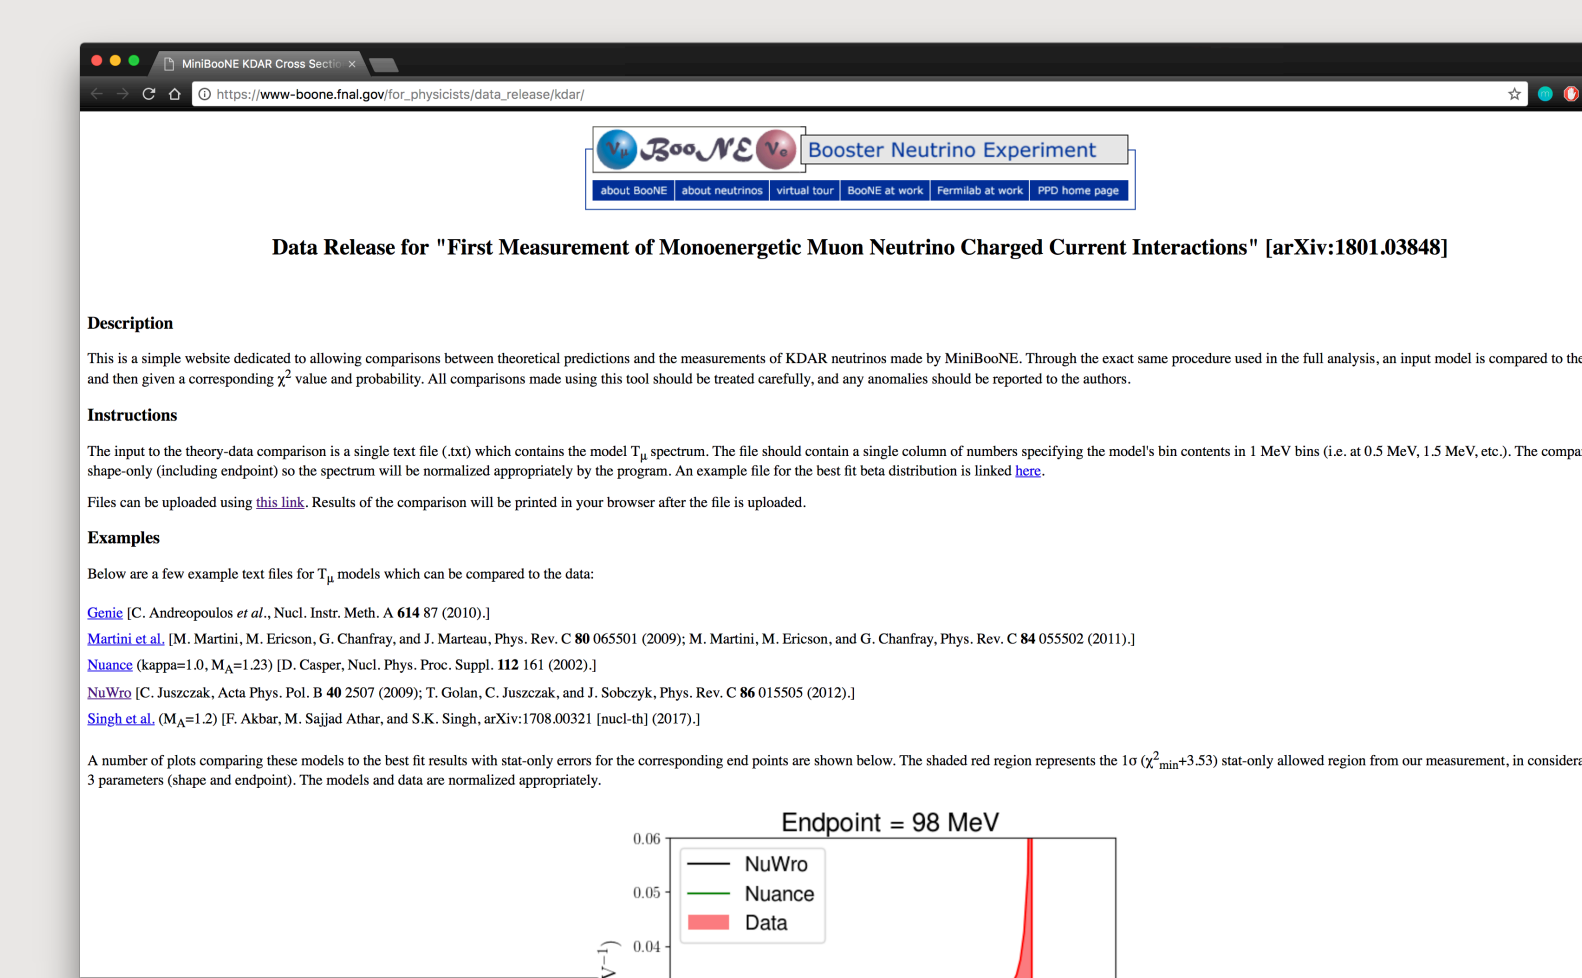 MiniBooNE KDAR Cross Sectio
https://www-boone.fnal.gov/for_physicists/data_release/kdar/
νμ BooNE νe Booster Neutrino Experiment
about BooNE about neutrinos virtual tour BooNE at work Fermilab at work PPD home page
Data Release for "First Measurement of Monoenergetic Muon Neutrino Charged Current Interactions" [arXiv:1801.03848]
Description
This is a simple website dedicated to allowing comparisons between theoretical predictions and the measurements of KDAR neutrinos made by MiniBooNE. Through the exact same procedure used in the full analysis, an input model is compared to the
and then given a corresponding χ2 value and probability. All comparisons made using this tool should be treated carefully, and any anomalies should be reported to the authors.
Instructions
The input to the theory-data comparison is a single text file (.txt) which contains the model Tμ spectrum. The file should contain a single column of numbers specifying the model's bin contents in 1 MeV bins (i.e. at 0.5 MeV, 1.5 MeV, etc.). The compa
shape-only (including endpoint) so the spectrum will be normalized appropriately by the program. An example file for the best fit beta distribution is linked here.
Files can be uploaded using this link. Results of the comparison will be printed in your browser after the file is uploaded.
Examples
Below are a few example text files for Tμ models which can be compared to the data:
Genie [C. Andreopoulos et al., Nucl. Instr. Meth. A 614 87 (2010).]
Martini et al. [M. Martini, M. Ericson, G. Chanfray, and J. Marteau, Phys. Rev. C 80 065501 (2009); M. Martini, M. Ericson, and G. Chanfray, Phys. Rev. C 84 055502 (2011).]
Nuance (kappa=1.0, MA=1.23) [D. Casper, Nucl. Phys. Proc. Suppl. 112 161 (2002).]
NuWro [C. Juszczak, Acta Phys. Pol. B 40 2507 (2009); T. Golan, C. Juszczak, and J. Sobczyk, Phys. Rev. C 86 015505 (2012).]
Singh et al. (MA=1.2) [F. Akbar, M. Sajjad Athar, and S.K. Singh, arXiv:1708.00321 [nucl-th] (2017).]
A number of plots comparing these models to the best fit results with stat-only errors for the corresponding end points are shown below. The shaded red region represents the 1σ (χ2min+3.53) stat-only allowed region from our measurement, in considera
3 parameters (shape and endpoint). The models and data are normalized appropriately.
Endpoint = 98 MeV
0.06
NuWro
0.05
Nuance
Data
0.04
V−1)